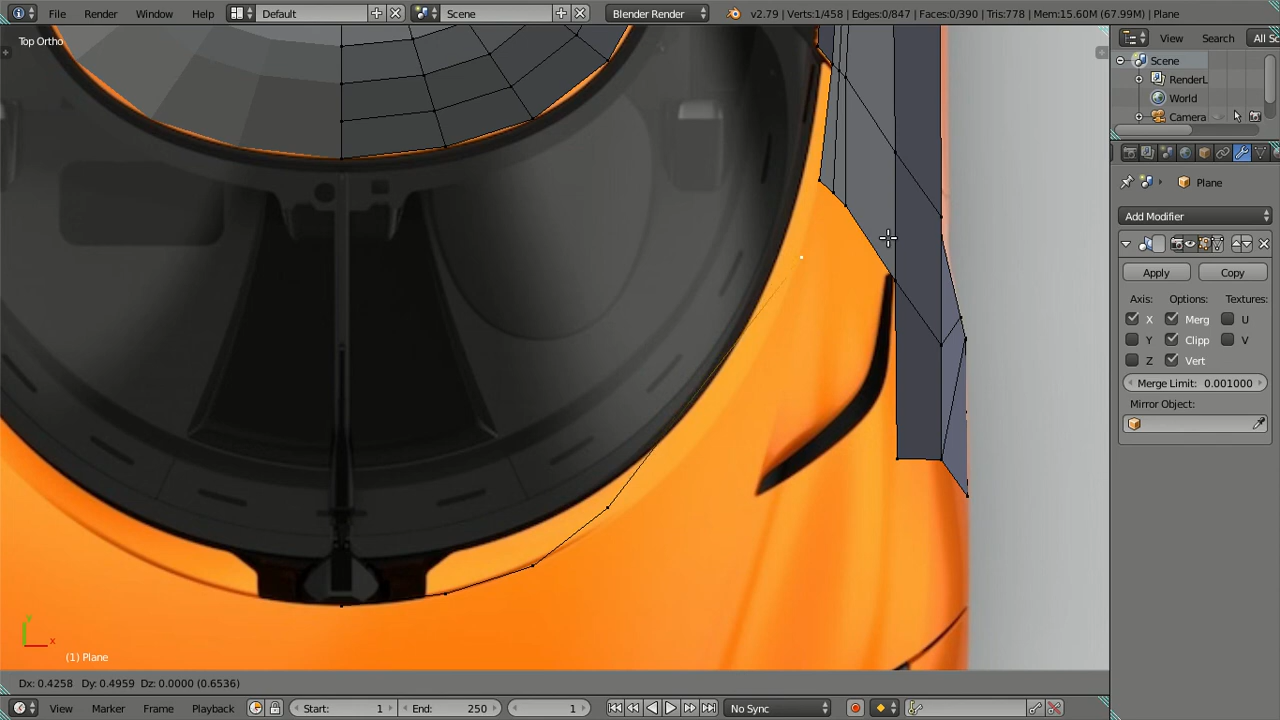 File Render Window Help Default Scene Blender Render v2.79 | Verts:1/458 | Edges:0/847 | Faces:0/390 | Tris:778 | Mem:15.60M (67.99M) | Plane
Top Ortho
View Search All Sc
Scene
RenderL
World
Camera
Plane
Add Modifier
Apply Copy
Axis: Options: Textures:
X Merg U
Y Clipp V
Z Vert
Merge Limit: 0.001000
Mirror Object:
y
x
(1) Plane
Dx: 0.4258 Dy: 0.4959 Dz: 0.0000 (0.6536)
View Marker Frame Playback Start: 1 End: 250 1 No Sync